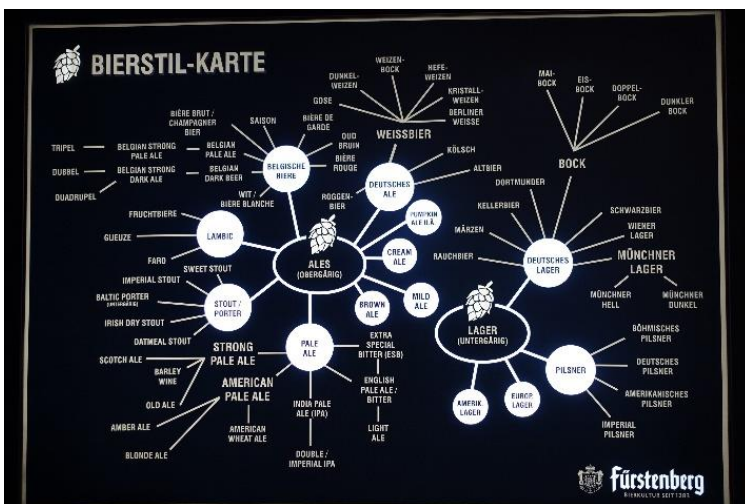 BIERSTIL-KARTE
WEIZEN-
BOCK
HEFE-
WEIZEN
DUNKEL-
WEIZEN
KRISTALL-
WEIZEN
GOSE
BERLINER
WEISSE
WEISSBIER
MAI-
BOCK
EIS-
BOCK
DOPPEL-
BOCK
DUNKLER
BOCK
BOCK
BIÈRE BRUT /
CHAMPAGNER
BIER
SAISON
BIÈRE DE
GARDE
OUD
BRUIN
BIÈRE
ROUGE
TRIPEL
BELGIAN STRONG
PALE ALE
BELGIAN
PALE ALE
BELGISCHE
BIERE
DUBBEL
BELGIAN STRONG
DARK ALE
BELGIAN
DARK BEER
QUADRUPEL
WIT /
BIÈRE BLANCHE
KÖLSCH
ALTBIER
DEUTSCHES
ALE
ROGGEN-
BIER
PUMPKIN
ALE
CREAM
ALE
MILD
ALE
BROWN
ALE
ALES
(OBERGÄRIG)
FRUCHTBIERE
GUEUZE
FARO
LAMBIC
SWEET STOUT
IMPERIAL STOUT
BALTIC PORTER
(UNTERGÄRIG)
IRISH DRY STOUT
OATMEAL STOUT
STOUT /
PORTER
DORTMUNDER
KELLERBIER
MÄRZEN
RAUCHBIER
DEUTSCHES
LAGER
SCHWARZBIER
WIENER
LAGER
MÜNCHNER
LAGER
MÜNCHNER
HELL
MÜNCHNER
DUNKEL
LAGER
(UNTERGÄRIG)
PALE
ALE
STRONG
PALE ALE
SCOTCH ALE
BARLEY
WINE
OLD ALE
AMERICAN
PALE ALE
AMBER ALE
BLONDE ALE
AMERICAN
WHEAT ALE
INDIA PALE
ALE (IPA)
DOUBLE /
IMPERIAL IPA
EXTRA
SPECIAL
BITTER (ESB)
ENGLISH
PALE ALE /
BITTER
LIGHT
ALE
AMERIK.
LAGER
EUROP.
LAGER
PILSNER
BÖHMISCHES
PILSNER
DEUTSCHES
PILSNER
AMERIKANISCHES
PILSNER
IMPERIAL
PILSNER
Fürstenberg
BIERKULTUR SEIT 1283